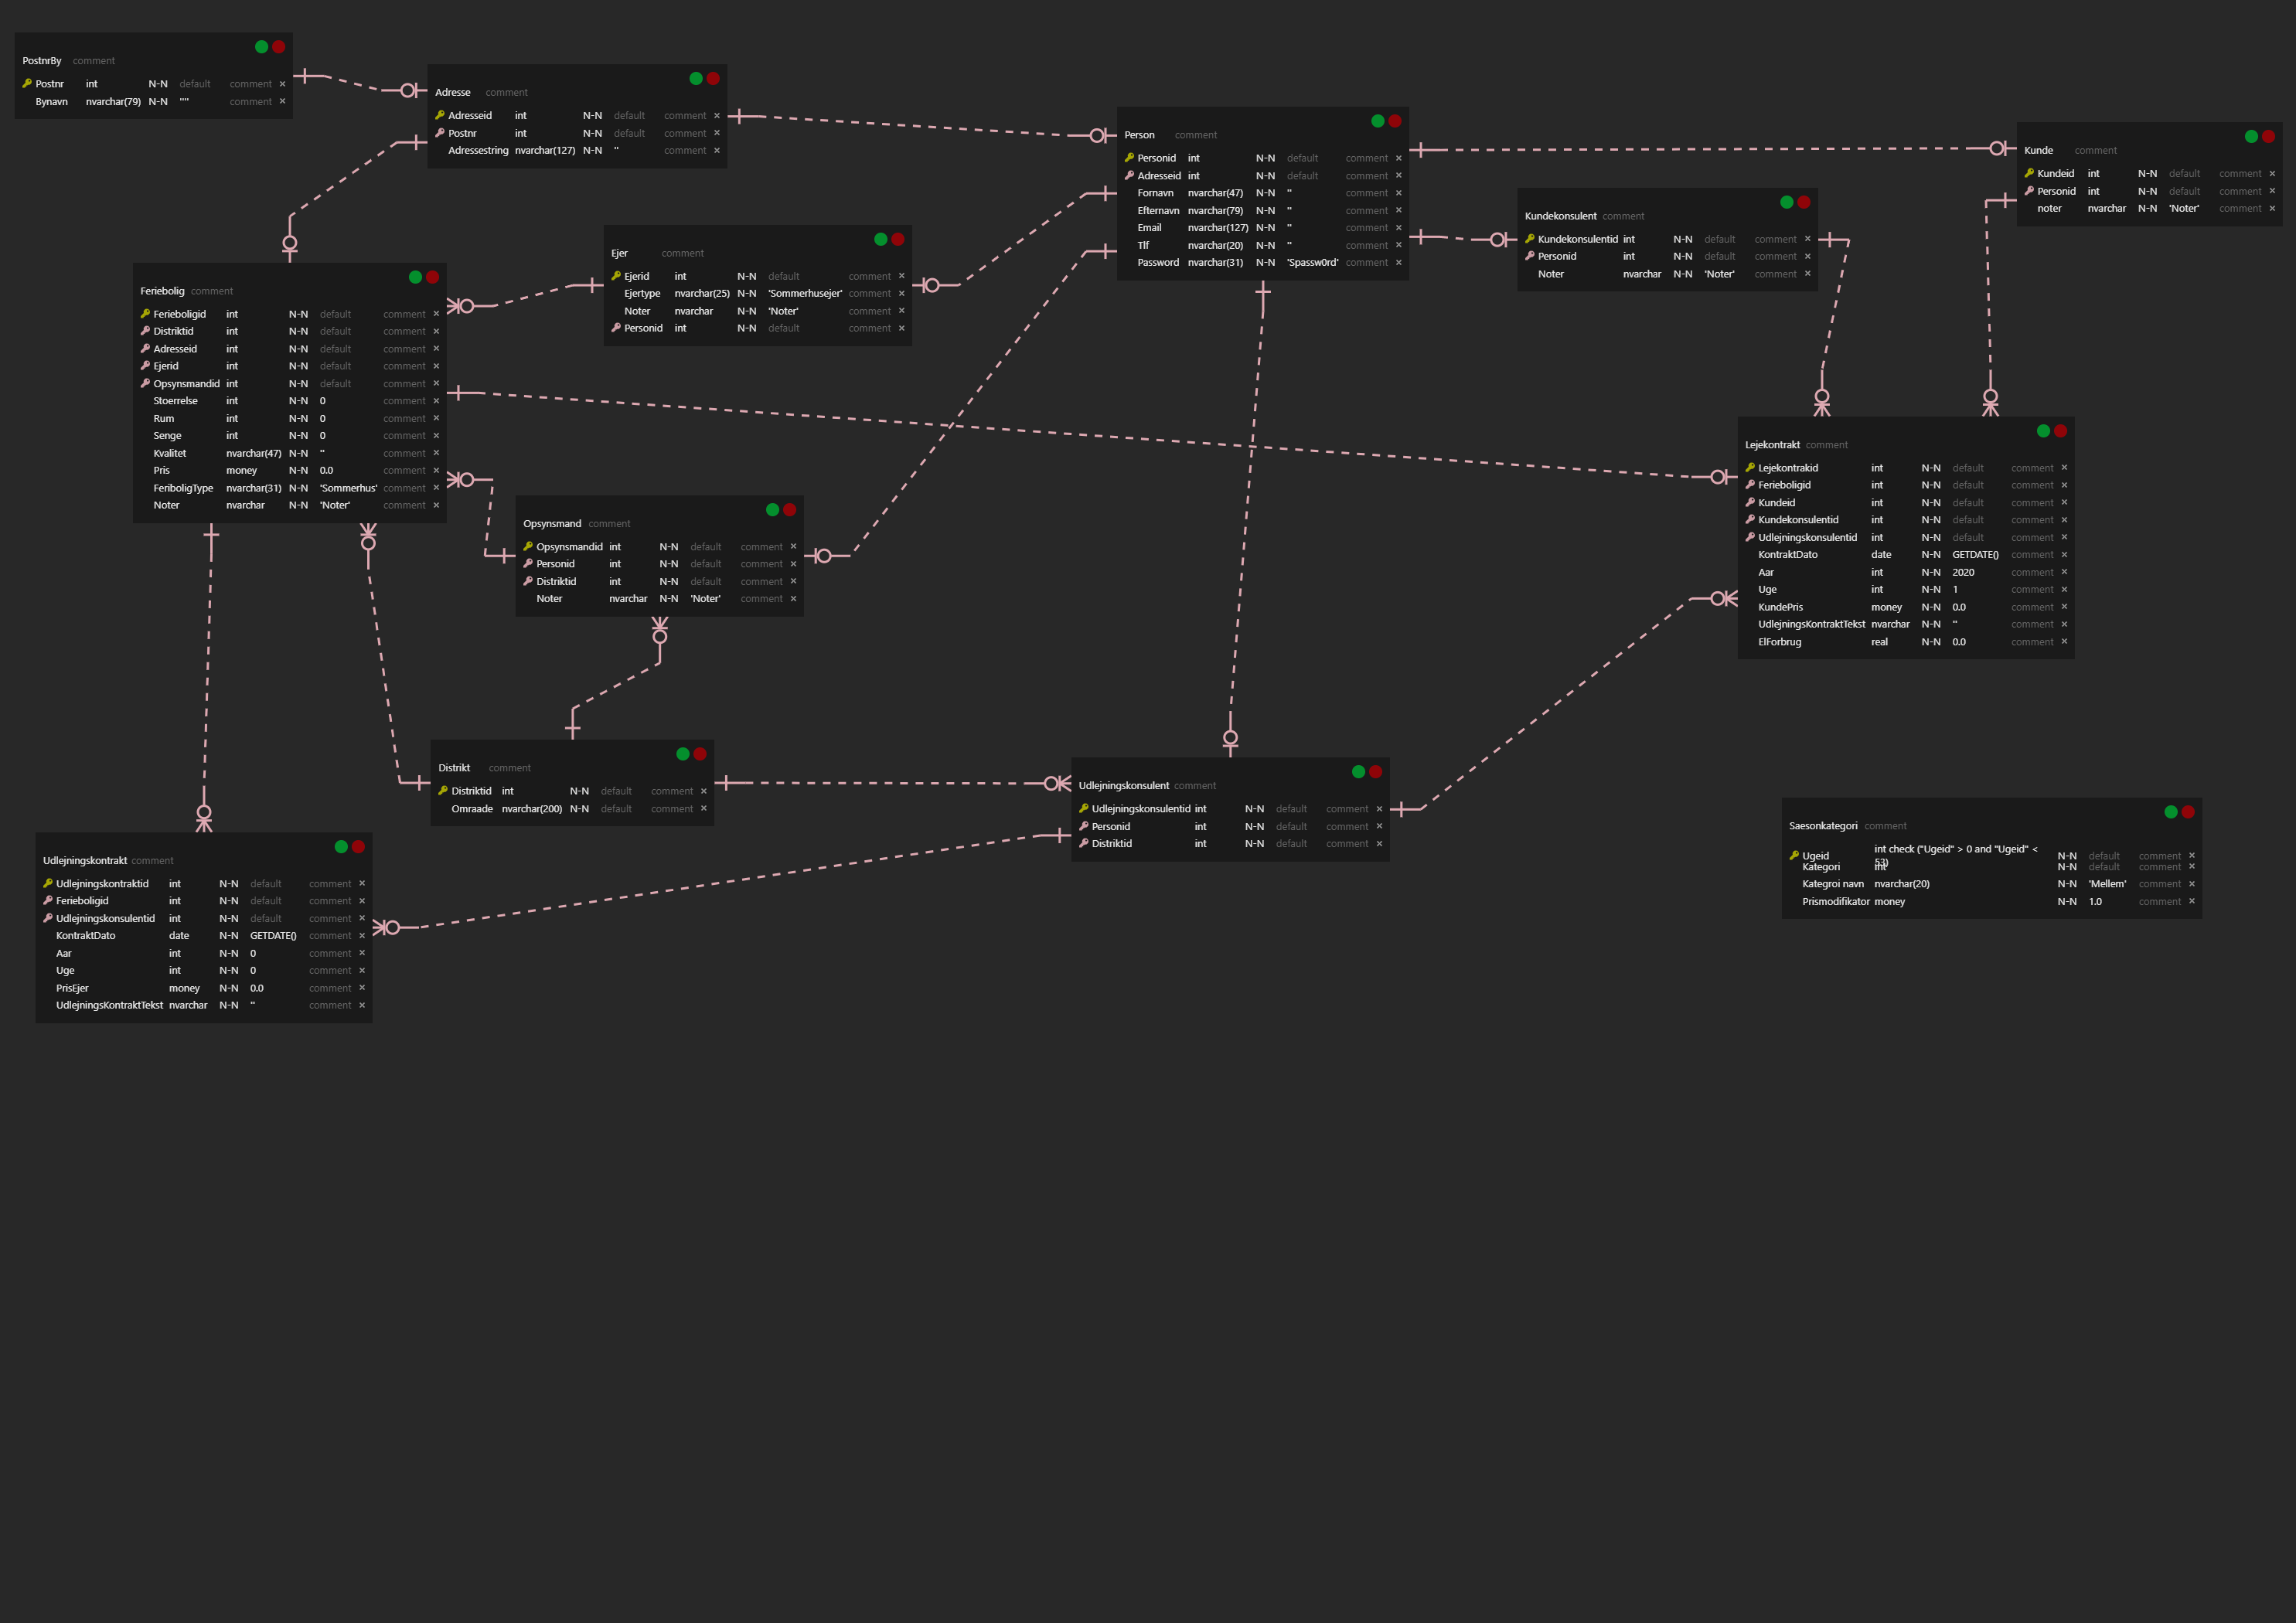 PostnrBy comment
Postnr int N-N default comment ×
Bynavn nvarchar(79) N-N '"' comment ×
Adresse comment
Adresseid int N-N default comment ×
Postnr int N-N default comment ×
Adressestring nvarchar(127) N-N '' comment ×
Person comment
Personid int N-N default comment ×
Adresseid int N-N default comment ×
Fornavn nvarchar(47) N-N '' comment ×
Efternavn nvarchar(79) N-N '' comment ×
Email nvarchar(127) N-N '' comment ×
Tlf nvarchar(20) N-N '' comment ×
Password nvarchar(31) N-N 'Spassw0rd' comment ×
Kunde comment
Kundeid int N-N default comment ×
Personid int N-N default comment ×
noter nvarchar N-N 'Noter' comment ×
Kundekonsulent comment
Kundekonsulentid int N-N default comment ×
Personid int N-N default comment ×
Noter nvarchar N-N 'Noter' comment ×
Ejer comment
Ejerid int N-N default comment ×
Ejertype nvarchar(25) N-N 'Sommerhusejer' comment ×
Noter nvarchar N-N 'Noter' comment ×
Personid int N-N default comment ×
Feriebolig comment
Ferieboligid int N-N default comment ×
Distriktid int N-N default comment ×
Adresseid int N-N default comment ×
Ejerid int N-N default comment ×
Opsynsmandid int N-N default comment ×
Stoerrelse int N-N 0 comment ×
Rum int N-N 0 comment ×
Senge int N-N 0 comment ×
Kvalitet nvarchar(47) N-N '' comment ×
Pris money N-N 0.0 comment ×
FeriboligType nvarchar(31) N-N 'Sommerhus' comment ×
Noter nvarchar N-N 'Noter' comment ×
Lejekontrakt comment
Lejekontrakid int N-N default comment ×
Ferieboligid int N-N default comment ×
Kundeid int N-N default comment ×
Kundekonsulentid int N-N default comment ×
Udlejningskonsulentid int N-N default comment ×
KontraktDato date N-N GETDATE() comment ×
Aar int N-N 2020 comment ×
Uge int N-N 1 comment ×
KundePris money N-N 0.0 comment ×
UdlejningsKontraktTekst nvarchar N-N '' comment ×
ElForbrug real N-N 0.0 comment ×
Opsynsmand comment
Opsynsmandid int N-N default comment ×
Personid int N-N default comment ×
Distriktid int N-N default comment ×
Noter nvarchar N-N 'Noter' comment ×
Distrikt comment
Distriktid int N-N default comment ×
Omraade nvarchar(200) N-N default comment ×
Udlejningskonsulent comment
Udlejningskonsulentid int N-N default comment ×
Personid int N-N default comment ×
Distriktid int N-N default comment ×
Saesonkategori comment
Ugeid int check ("Ugeid" > 0 and "Ugeid" < 53) N-N default comment ×
Kategori int N-N default comment ×
Kategroi navn nvarchar(20) N-N 'Mellem' comment ×
Prismodifikator money N-N 1.0 comment ×
Udlejningskontrakt comment
Udlejningskontraktid int N-N default comment ×
Ferieboligid int N-N default comment ×
Udlejningskonsulentid int N-N default comment ×
KontraktDato date N-N GETDATE() comment ×
Aar int N-N 0 comment ×
Uge int N-N 0 comment ×
PrisEjer money N-N 0.0 comment ×
UdlejningsKontraktTekst nvarchar N-N '' comment ×